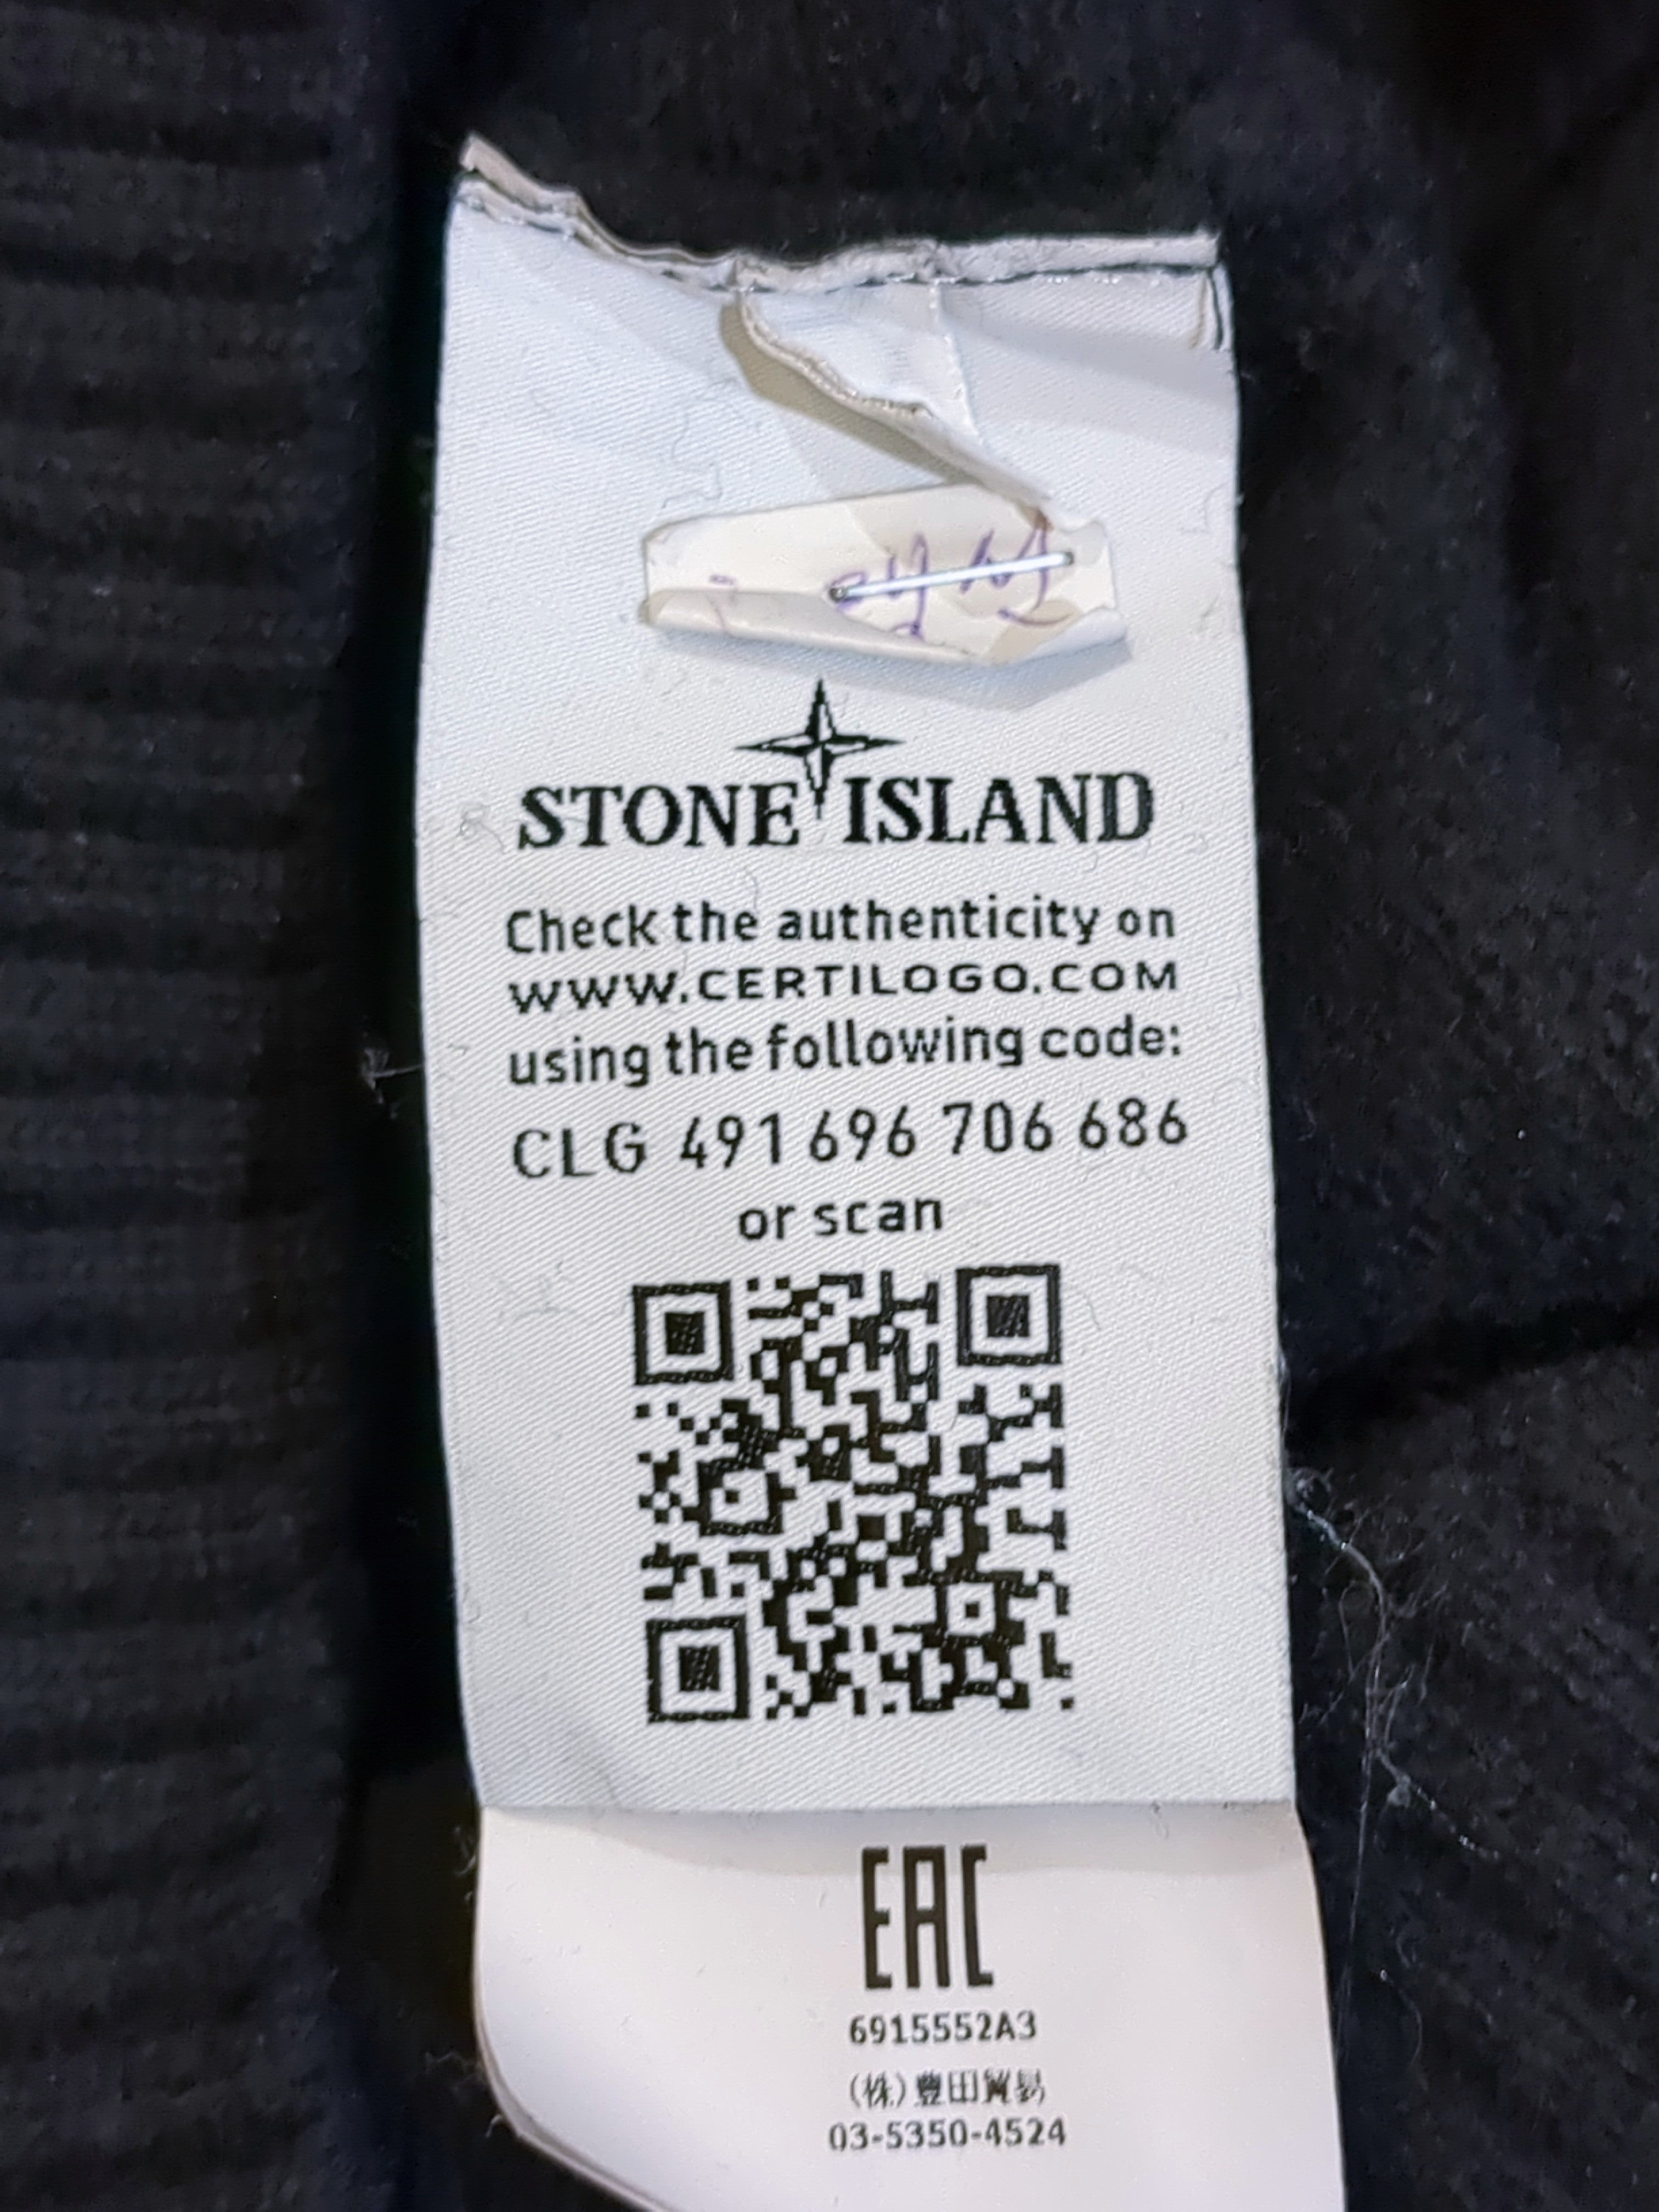 STONE ISLAND
Check the authenticity on
WWW.CERTILOGO.COM
using the following code:
CLG 491 696 706 686
or scan
EAC
6915552A3
(株)豊田貿易
03-5350-4524